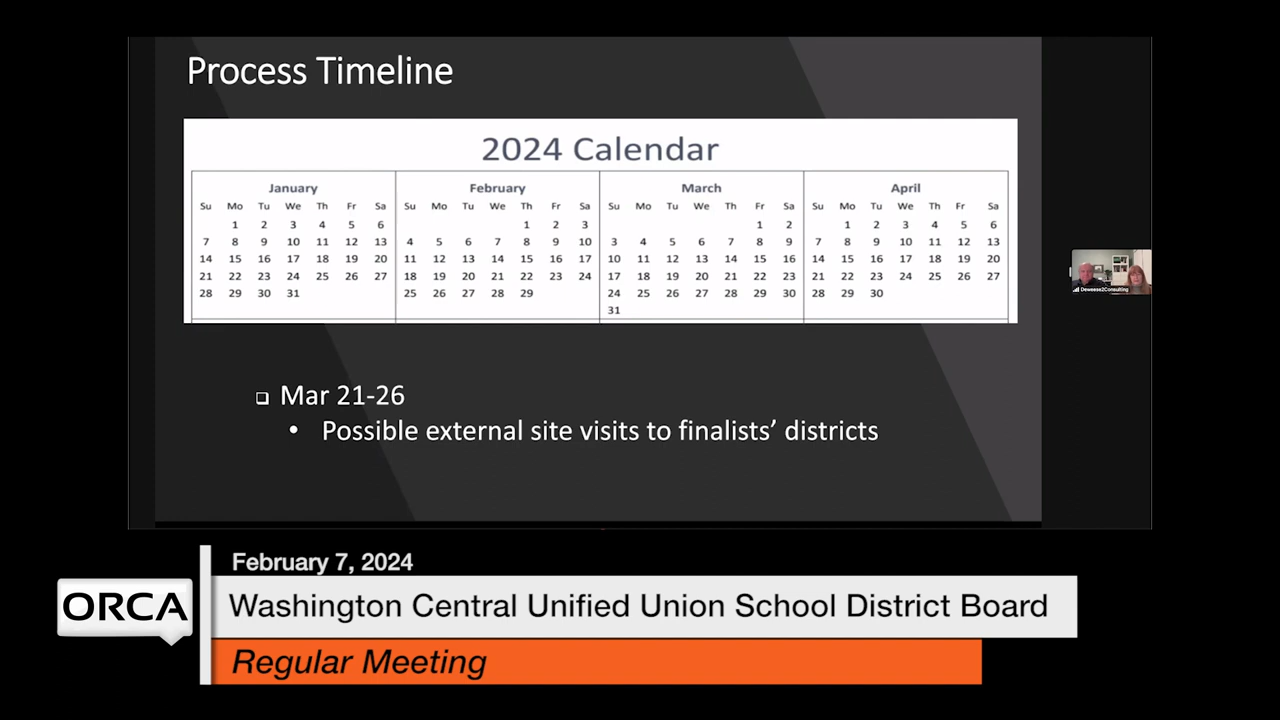 Process Timeline
2024 Calendar
January February March April
Su Mo Tu We Th Fr Sa Su Mo Tu We Th Fr Sa Su Mo Tu We Th Fr Sa Su Mo Tu We Th Fr Sa
1 2 3 4 5 6 1 2 3 1 2 1 2 3 4 5 6
7 8 9 10 11 12 13 4 5 6 7 8 9 10 3 4 5 6 7 8 9 7 8 9 10 11 12 13
14 15 16 17 18 19 20 11 12 13 14 15 16 17 10 11 12 13 14 15 16 14 15 16 17 18 19 20
21 22 23 24 25 26 27 18 19 20 21 22 23 24 17 18 19 20 21 22 23 21 22 23 24 25 26 27
28 29 30 31 25 26 27 28 29 24 25 26 27 28 29 30 28 29 30
31
Mar 21-26
• Possible external site visits to finalists’ districts
Deweese2Consulting
February 7, 2024
ORCA
Washington Central Unified Union School District Board
Regular Meeting